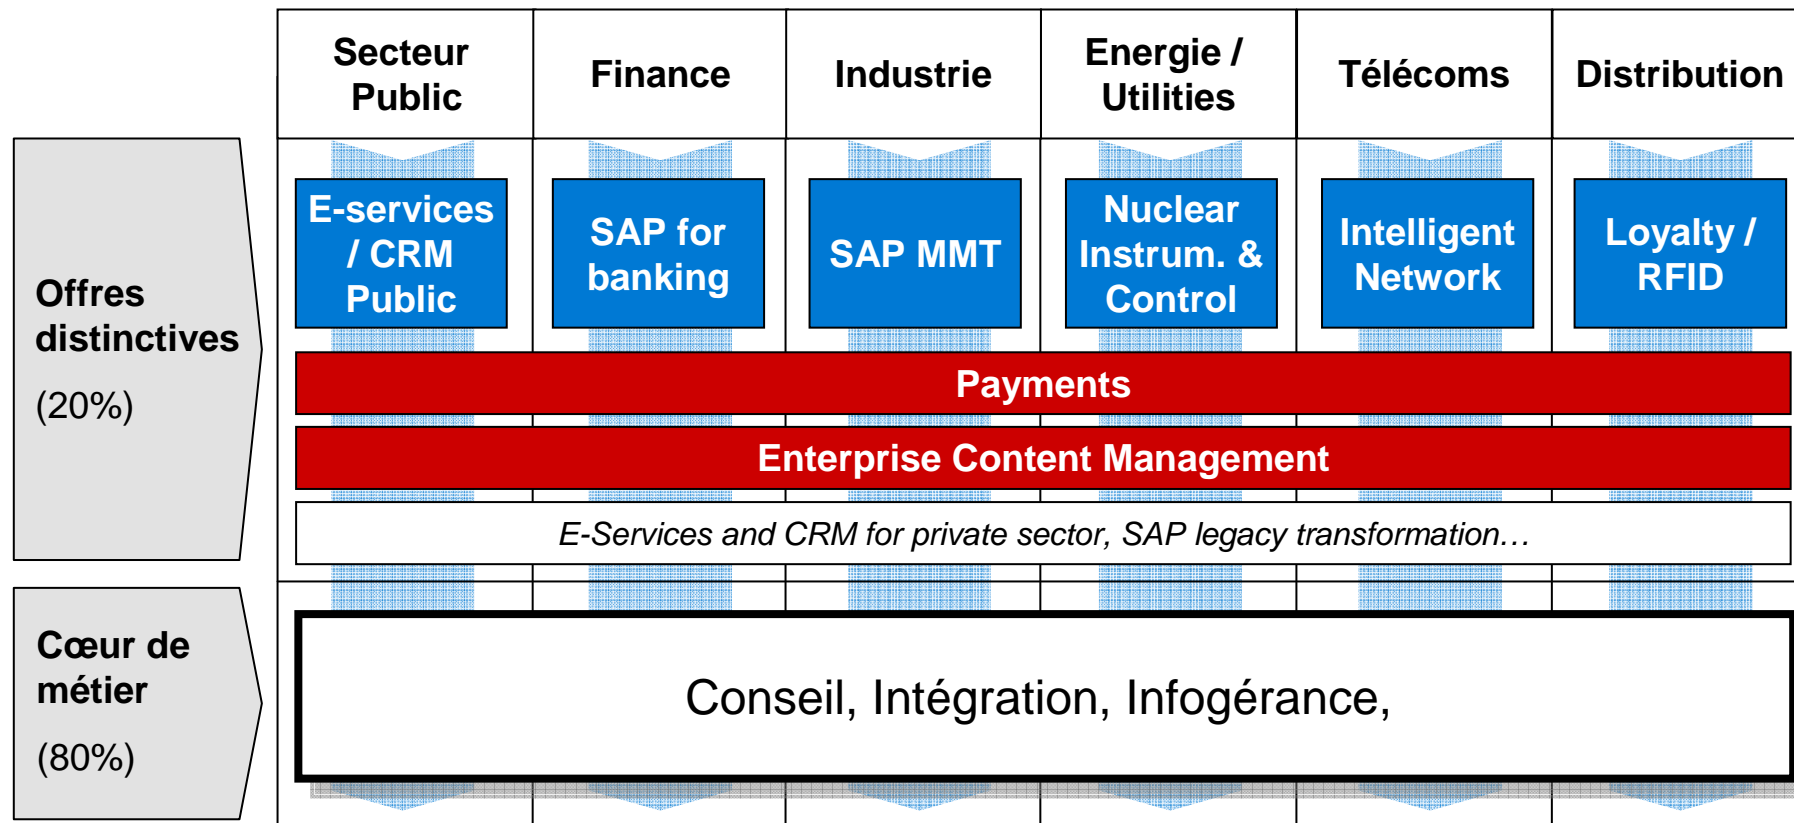 Secteur
Public
Finance
Industrie
Energie /
Utilities
Télécoms
Distribution
Offres
distinctives
(20%)
E-services
/ CRM
Public
SAP for
banking
SAP MMT
Nuclear
Instrum. &
Control
Intelligent
Network
Loyalty /
RFID
Payments
Enterprise Content Management
E-Services and CRM for private sector, SAP legacy transformation…
Cœur de
métier
(80%)
Conseil, Intégration, Infogérance,